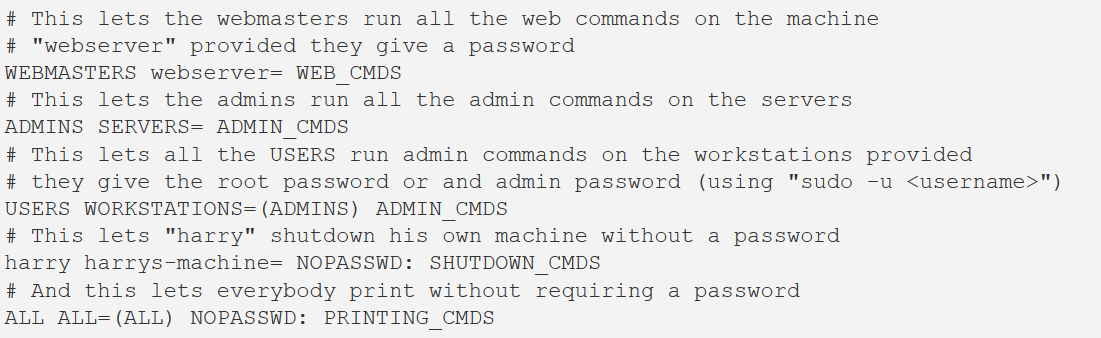 # This lets the webmasters run all the web commands on the machine
# "webserver" provided they give a password
WEBMASTERS webserver= WEB_CMDS
# This lets the admins run all the admin commands on the servers
ADMINS SERVERS= ADMIN_CMDS
# This lets all the USERS run admin commands on the workstations provided
# they give the root password or and admin password (using "sudo -u <username>")
USERS WORKSTATIONS=(ADMINS) ADMIN_CMDS
# This lets "harry" shutdown his own machine without a password
harry harrys-machine= NOPASSWD: SHUTDOWN_CMDS
# And this lets everybody print without requiring a password
ALL ALL=(ALL) NOPASSWD: PRINTING_CMDS